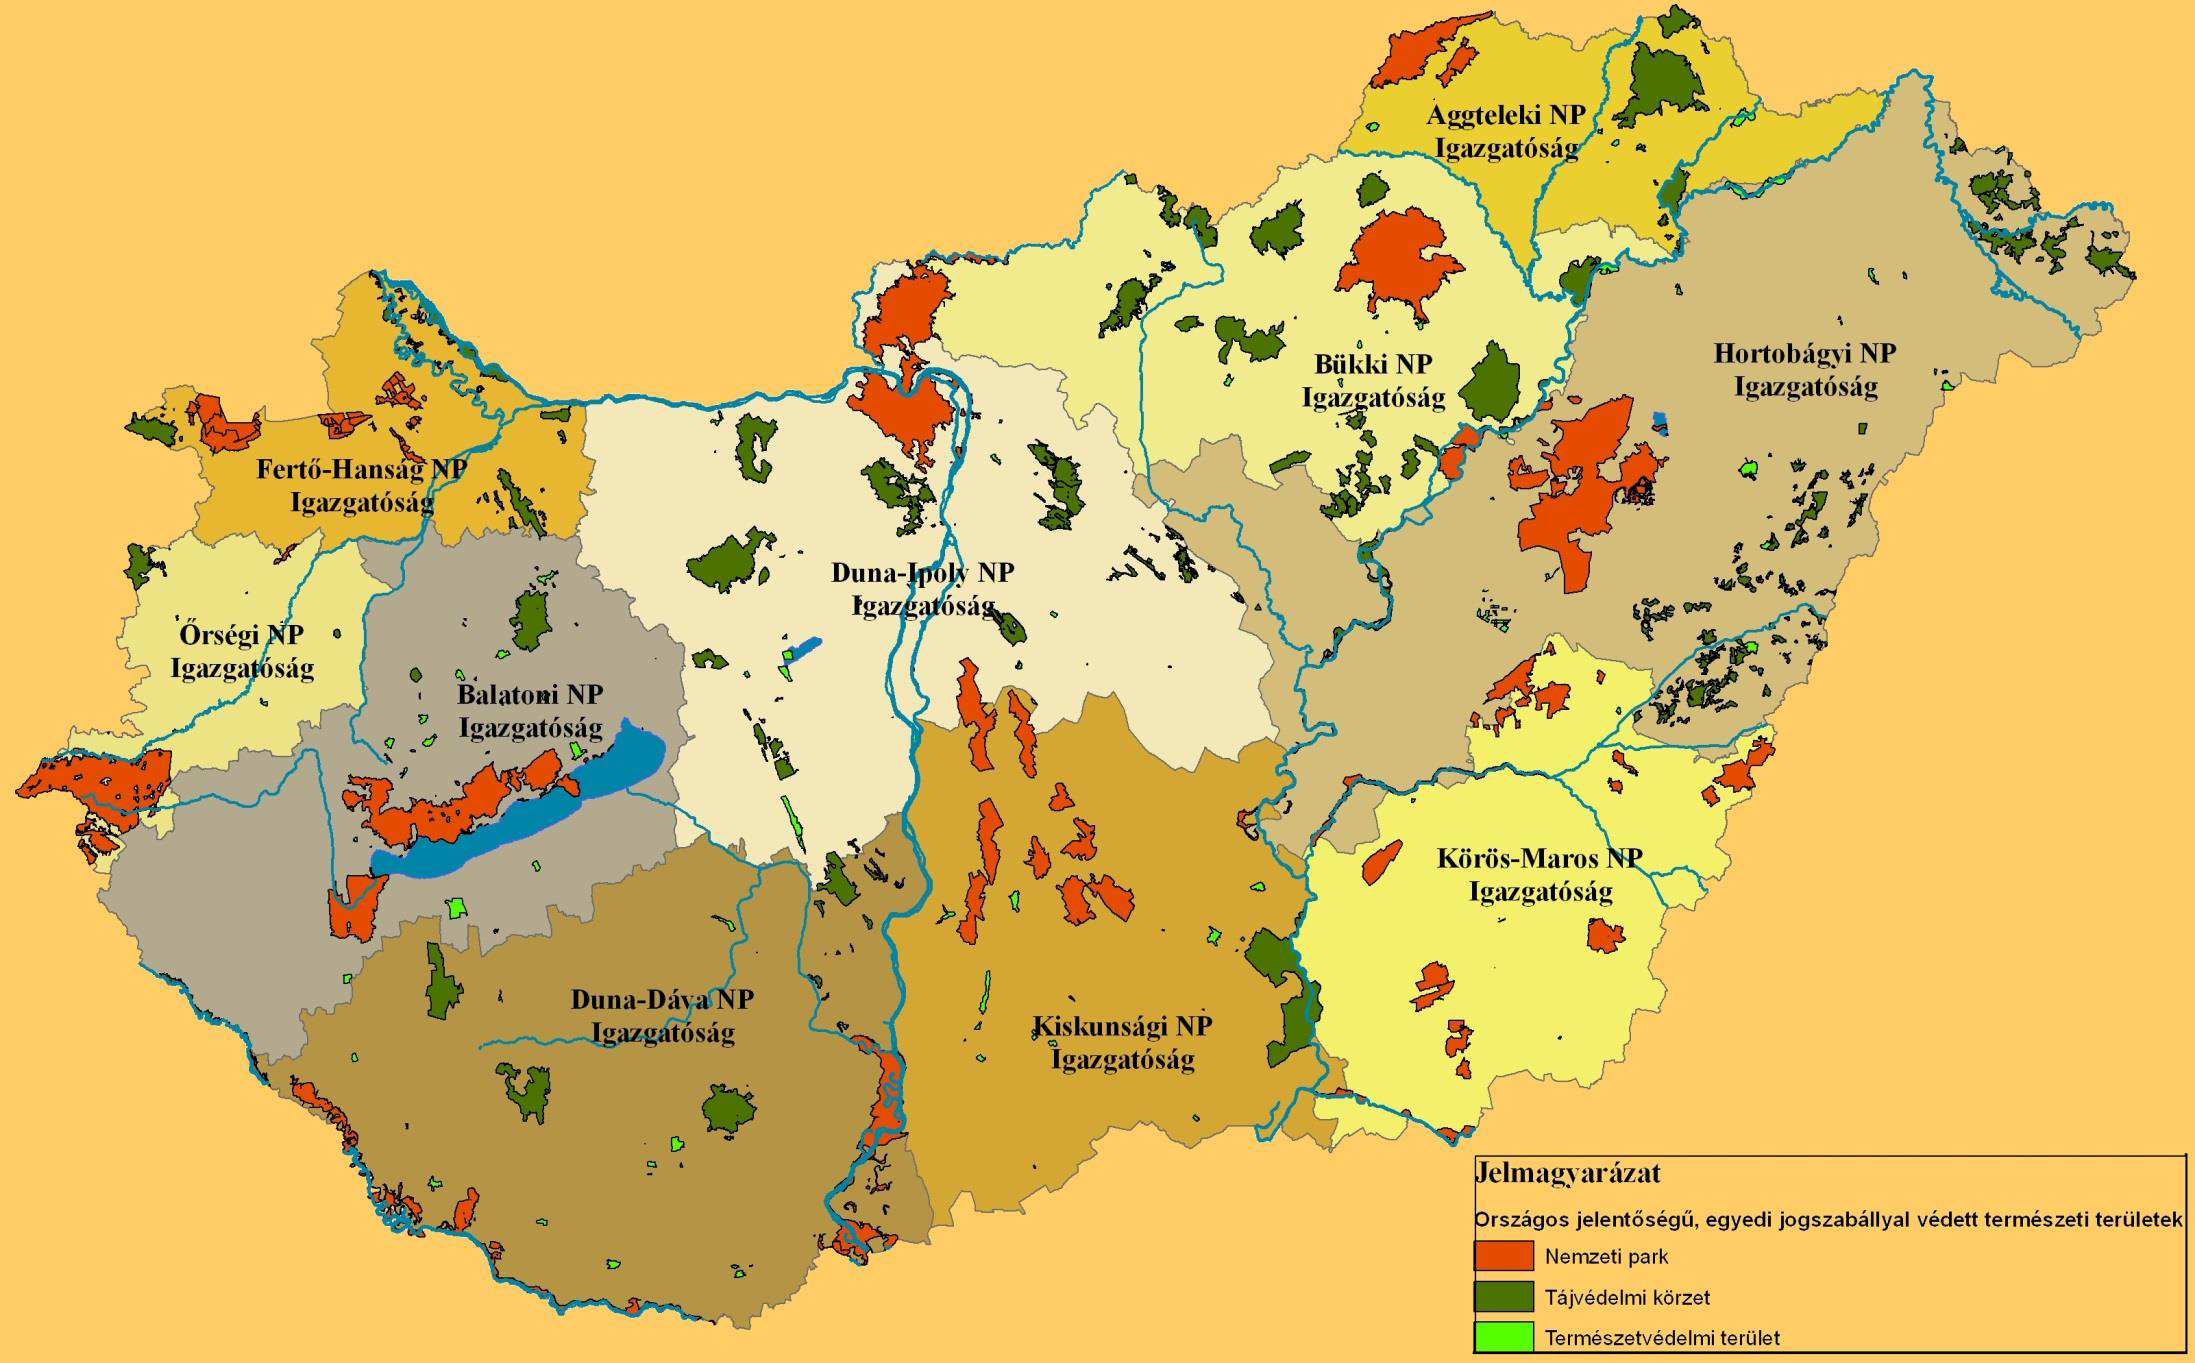 Aggteleki NP
Igazgatóság
Bükki NP
Igazgatóság
Hortobágyi NP
Igazgatóság
Fertő-Hanság NP
Igazgatóság
Duna-Ipoly NP
Igazgatóság
Őrségi NP
Igazgatóság
Balatoni NP
Igazgatóság
Körös-Maros NP
Igazgatóság
Duna-Dáva NP
Igazgatóság
Kiskunsági NP
Igazgatóság
Jelmagyarázat
Országos jelentőségű, egyedi jogszabállyal védett természeti területek
Nemzeti park
Tájvédelmi körzet
Természetvédelmi terület